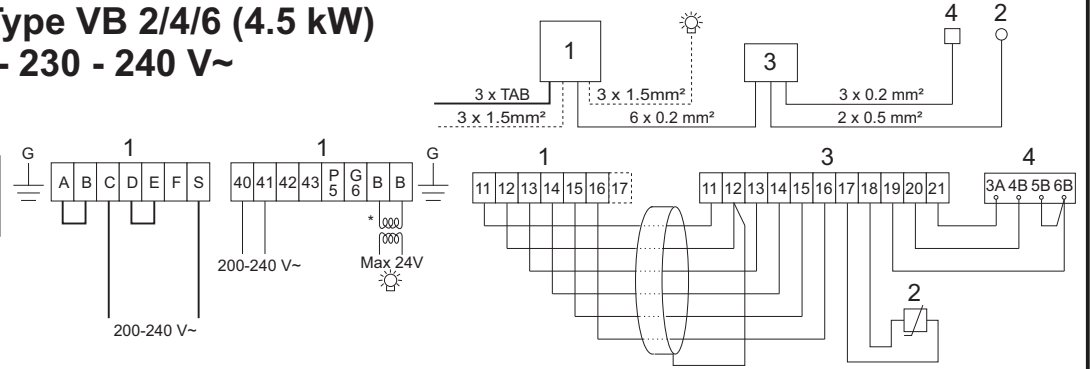 Type VB 2/4/6 (4.5 kW)
- 230 - 240 V~
1
3
4
2
3 x TAB
3 x 1.5mm²
3 x 1.5mm²
6 x 0.2 mm²
3 x 0.2 mm²
2 x 0.5 mm²
G
1
A B C D E F S
200-240 V~
1
G
40 41 42 43 P5 G6 B B
200-240 V~
*
Max 24V
1
11 12 13 14 15 16 17
3
11 12 13 14 15 16 17 18 19 20 21
4
3A 4B 5B 6B
2